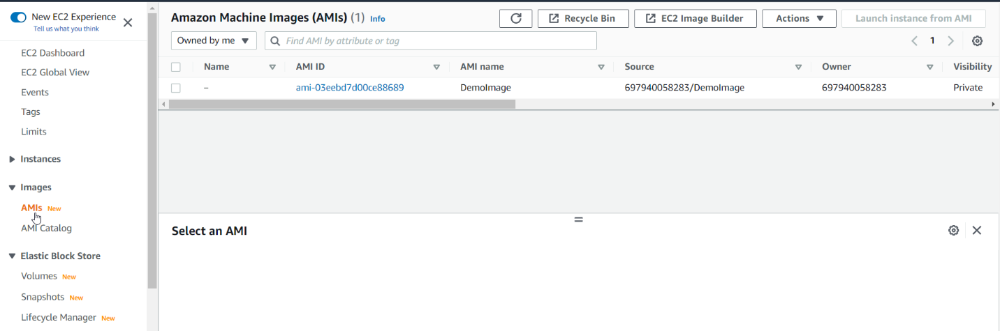 New EC2 Experience
Tell us what you think
EC2 Dashboard
EC2 Global View
Events
Tags
Limits
Instances
Images
AMIs New
AMI Catalog
Elastic Block Store
Volumes New
Snapshots New
Lifecycle Manager New
Amazon Machine Images (AMIs) (1) Info
Recycle Bin
EC2 Image Builder
Actions
Launch instance from AMI
Owned by me
Find AMI by attribute or tag
1
Name AMI ID AMI name Source Owner Visibility
– ami-03eebd7d00ce88689 DemoImage 697940058283/DemoImage 697940058283 Private
Select an AMI